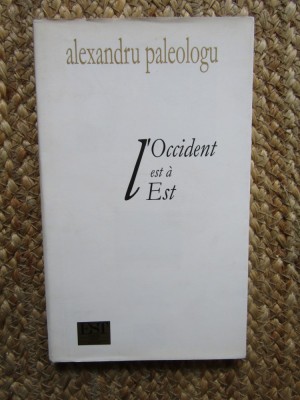 alexandru paleologu
l'Occident
est à
Est